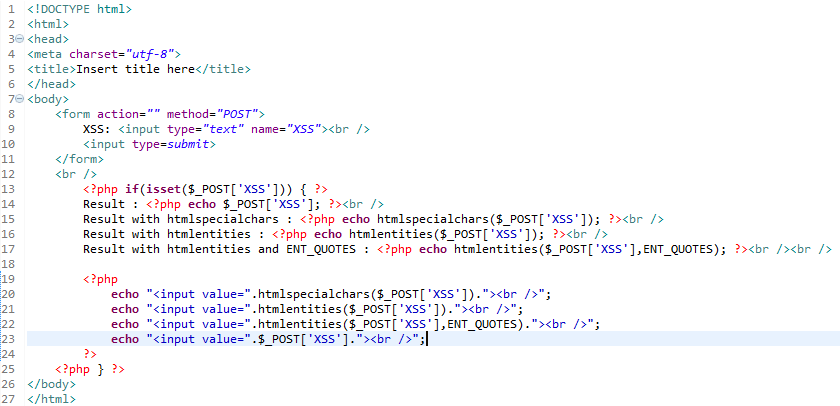 1 <!DOCTYPE html>
2 <html>
3 <head>
4 <meta charset="utf-8">
5 <title>Insert title here</title>
6 </head>
7 <body>
8 <form action="" method="POST">
9 XSS: <input type="text" name="XSS"><br />
10 <input type=submit>
11 </form>
12 <br />
13 <?php if(isset($_POST['XSS'])) { ?>
14 Result : <?php echo $_POST['XSS']; ?><br />
15 Result with htmlspecialchars : <?php echo htmlspecialchars($_POST['XSS']); ?><br />
16 Result with htmlentities : <?php echo htmlentities($_POST['XSS']); ?><br />
17 Result with htmlentities and ENT_QUOTES : <?php echo htmlentities($_POST['XSS'],ENT_QUOTES); ?><br /><br />
18
19 <?php
20 echo "<input value=".htmlspecialchars($_POST['XSS'])."><br />";
21 echo "<input value=".htmlentities($_POST['XSS'])."><br />";
22 echo "<input value=".htmlentities($_POST['XSS'],ENT_QUOTES)."><br />";
23 echo "<input value=".$_POST['XSS']."><br />";
24 ?>
25 <?php } ?>
26 </body>
27 </html>